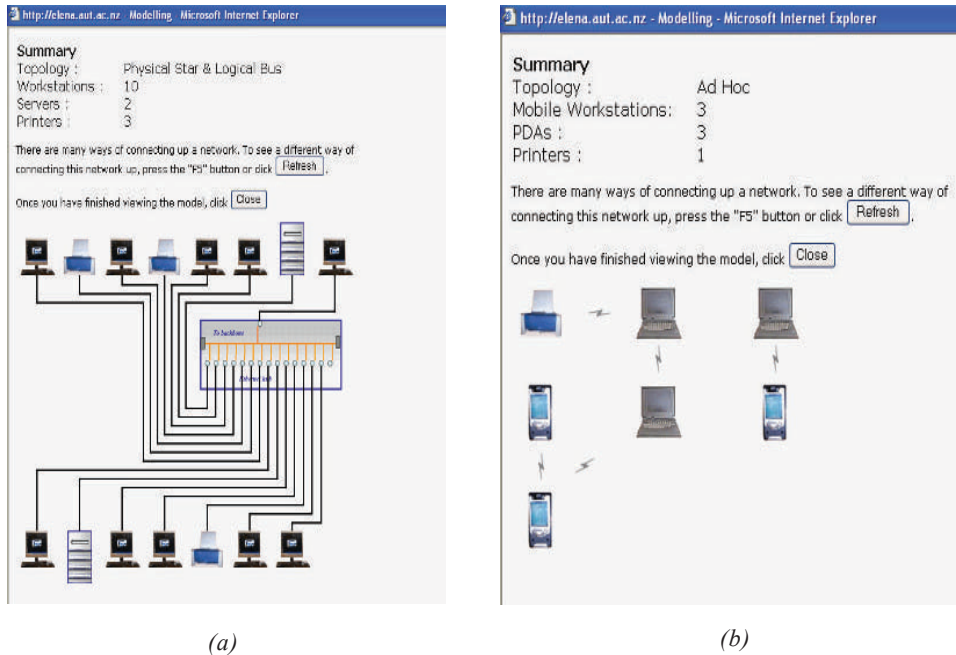 http://elena.aut.ac.nz - Modelling - Microsoft Internet Explorer
Summary
Topology : Physical Star & Logical Bus
Workstations : 10
Servers : 2
Printers : 3
There are many ways of connecting up a network. To see a different way of
connecting this network up, press the "F5" button or click Refresh .
Once you have finished viewing the model, click Close
To backbone
Ethernet hub
(a)
http://elena.aut.ac.nz - Modelling - Microsoft Internet Explorer
Summary
Topology : Ad Hoc
Mobile Workstations: 3
PDAs : 3
Printers : 1
There are many ways of connecting up a network. To see a different way of
connecting this network up, press the "F5" button or click Refresh .
Once you have finished viewing the model, click Close
(b)